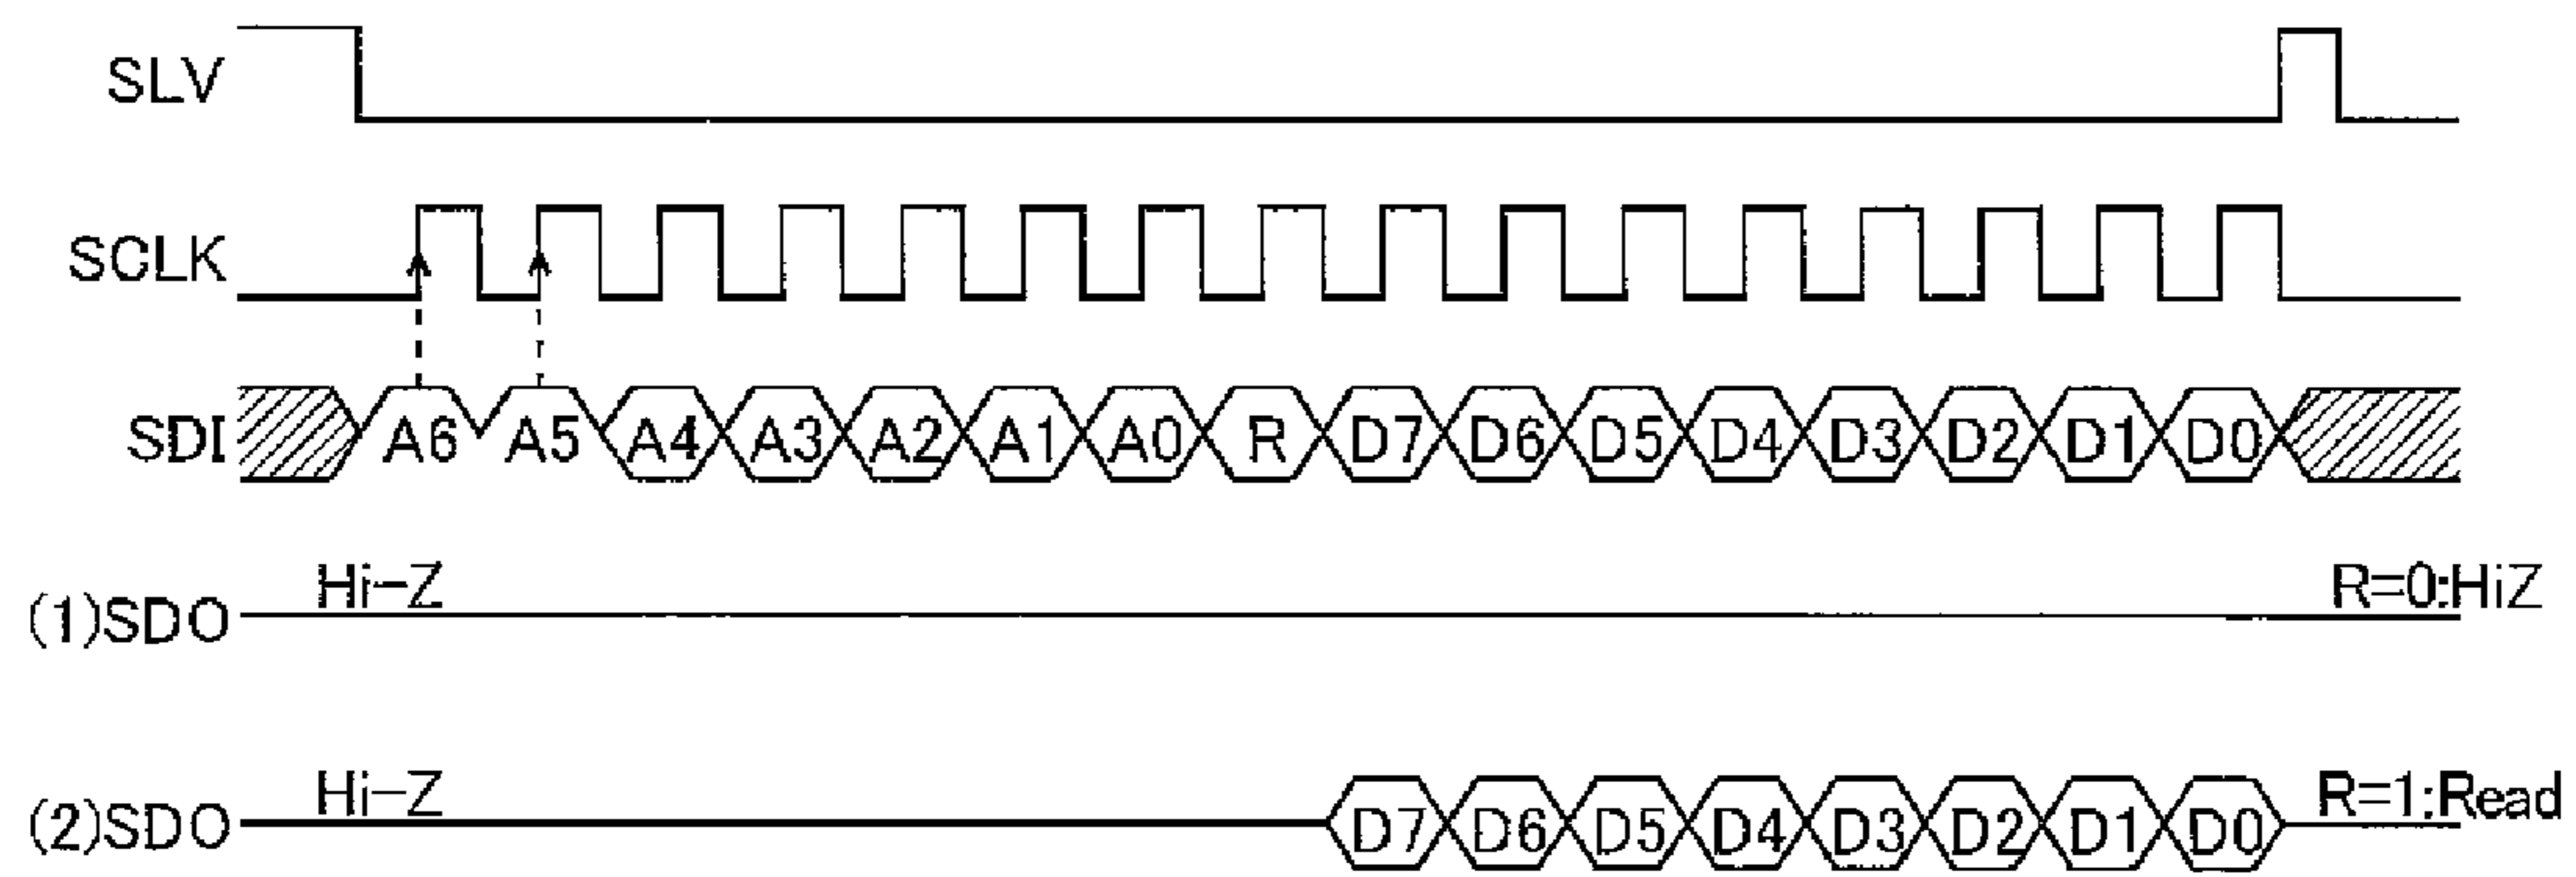 SLV
SCLK
SDI A6 A5 A4 A3 A2 A1 A0 R D7 D6 D5 D4 D3 D2 D1 D0
(1)SDO Hi-Z R=0:HiZ
(2)SDO Hi-Z D7 D6 D5 D4 D3 D2 D1 D0 R=1:Read